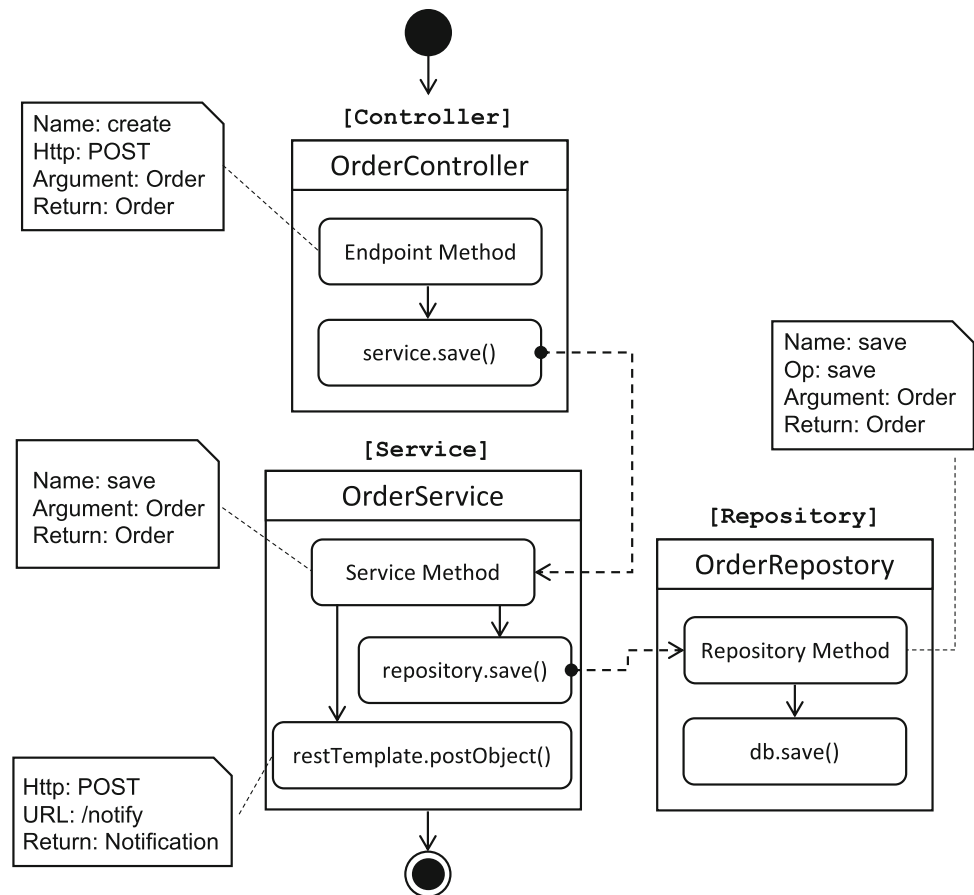 [Controller]
OrderController
Name: create
Http: POST
Argument: Order
Return: Order
Endpoint Method
service.save()
Name: save
Op: save
Argument: Order
Return: Order
[Service]
OrderService
Name: save
Argument: Order
Return: Order
Service Method
repository.save()
restTemplate.postObject()
[Repository]
OrderRepostory
Repository Method
db.save()
Http: POST
URL: /notify
Return: Notification